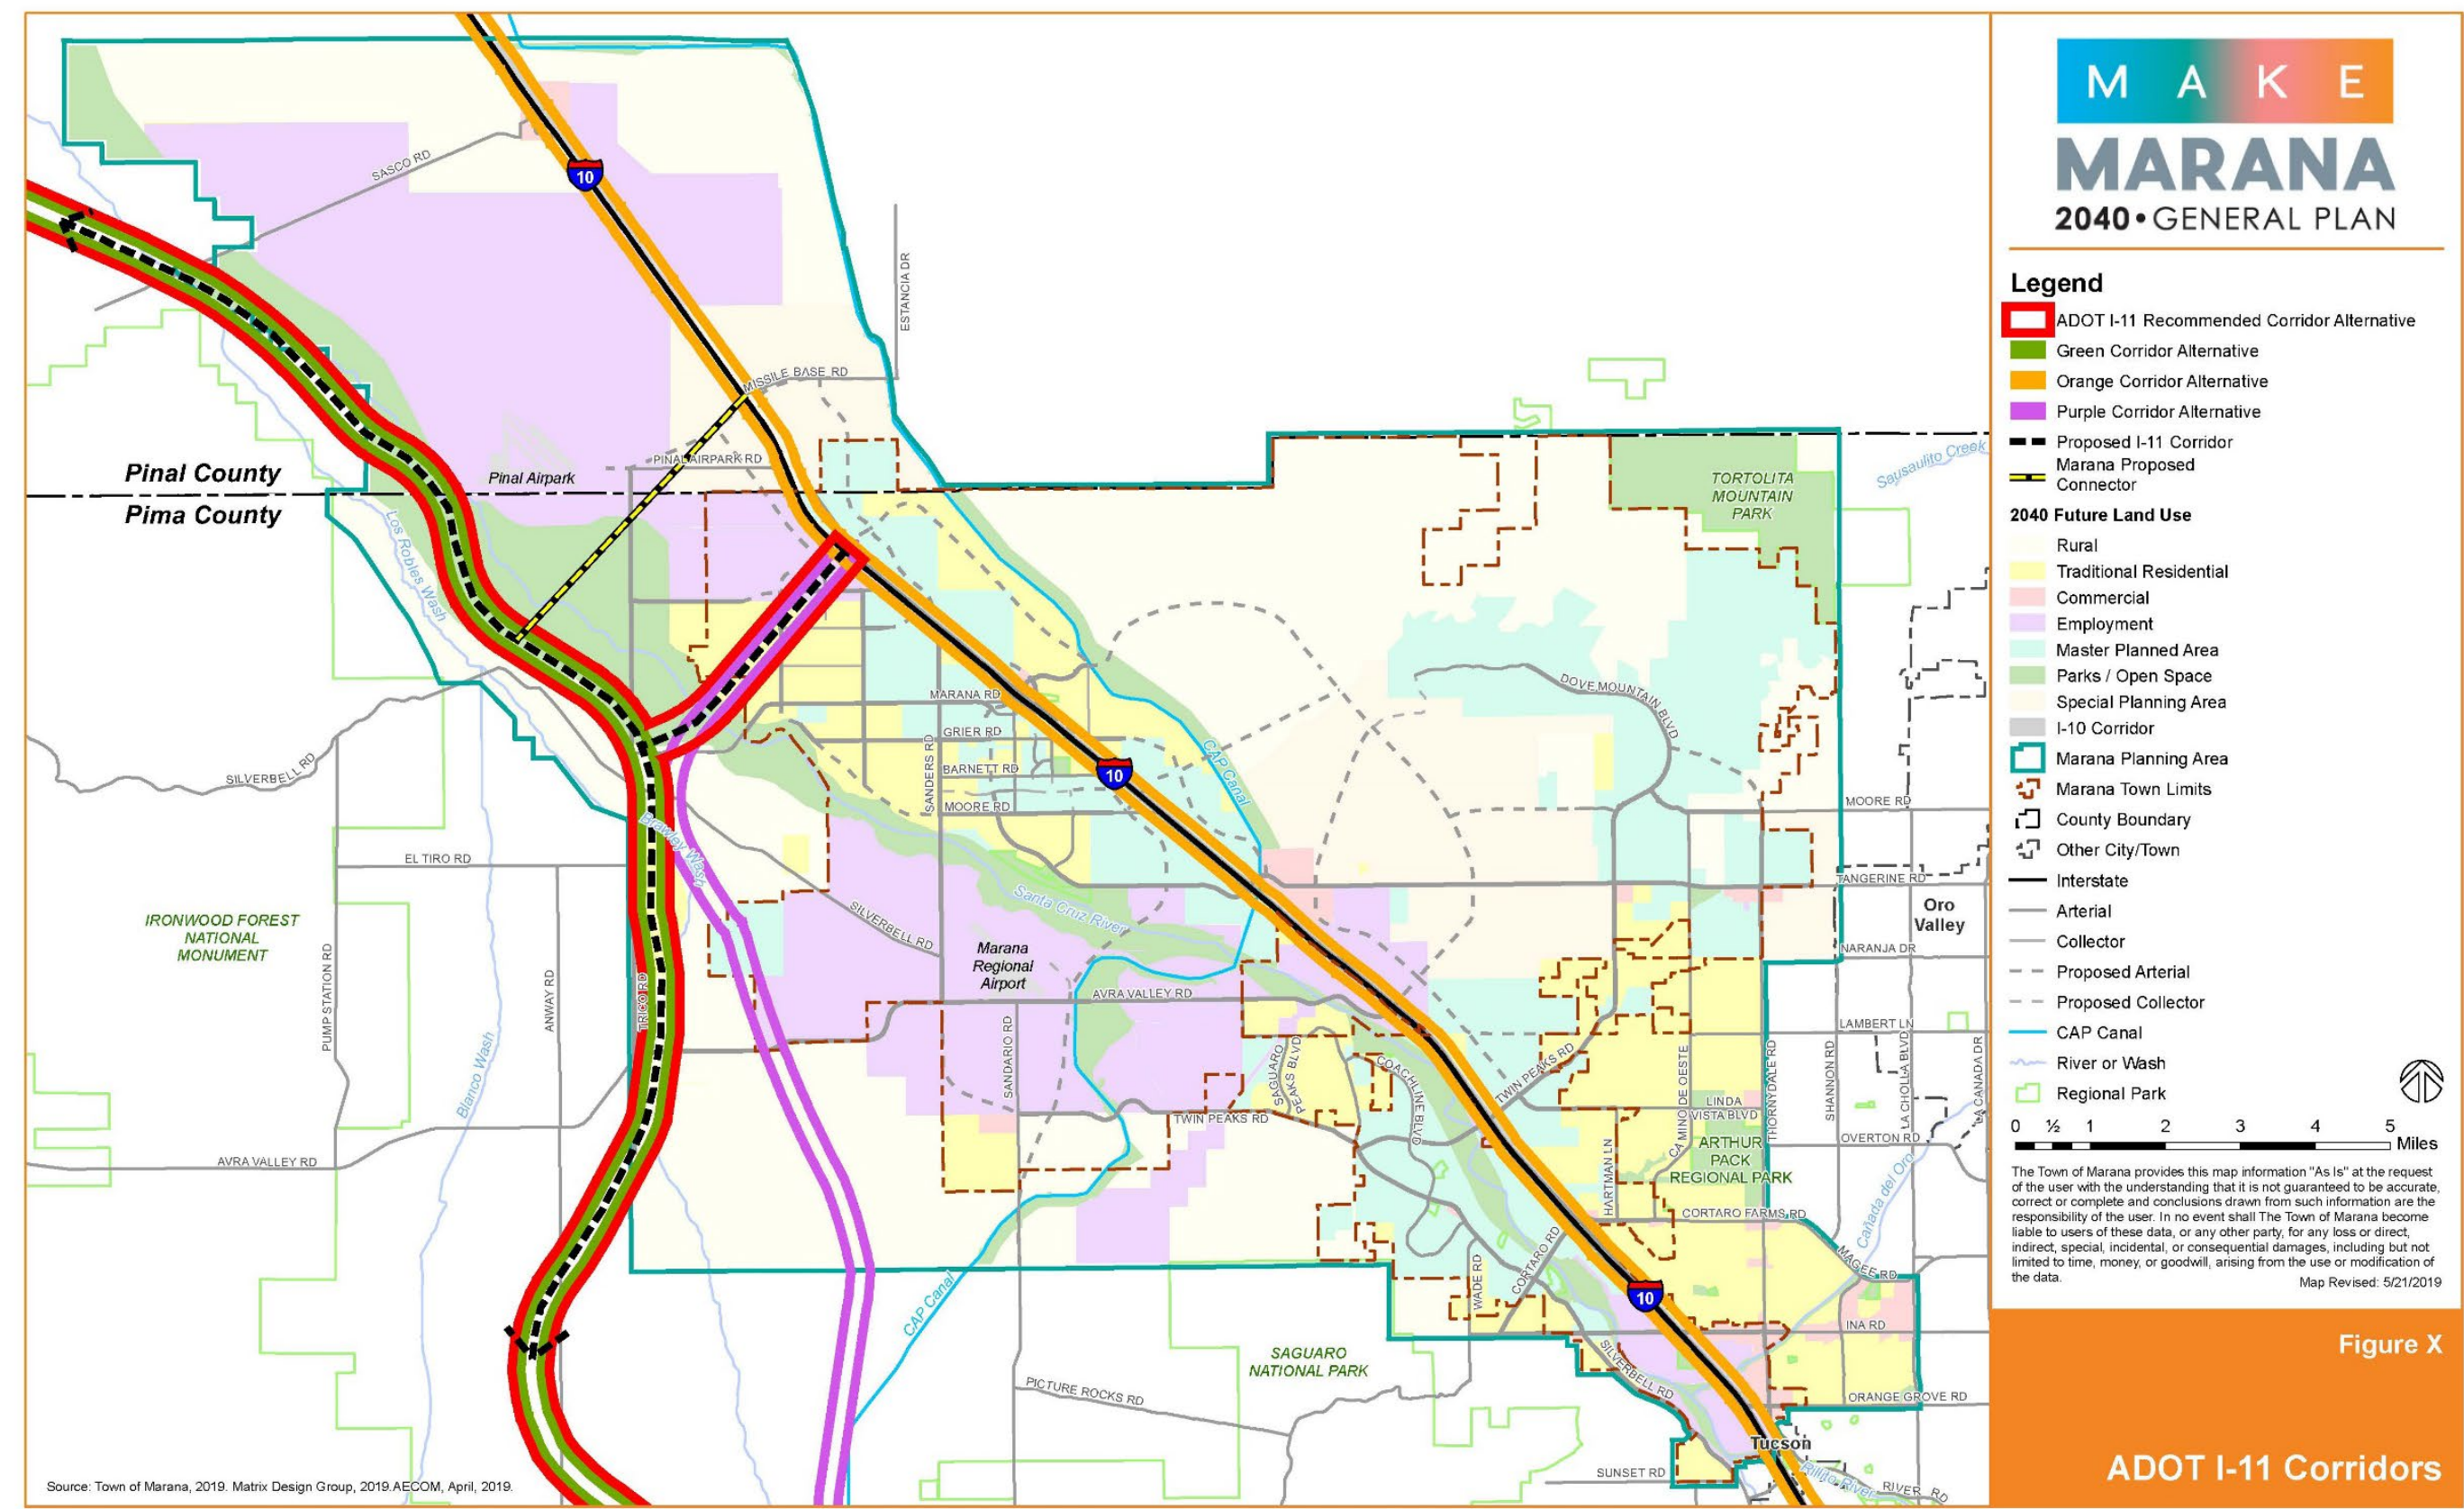 SASCO RD
10
ESTANCIA DR
MISSILE BASE RD
PINAL AIRPARK RD
Pinal Airpark
Pinal County
Pima County
Los Robles Wash
TORTOLITA
MOUNTAIN
PARK
Sausaulito Creek
DOVE MOUNTAIN BLVD
MARANA RD
GRIER RD
SANDERS RD
BARNETT RD
MOORE RD
10
CAP Canal
MOORE RD
SILVERBELL RD
Brawley Wash
EL TIRO RD
TANGERINE RD
Oro
Valley
IRONWOOD FOREST
NATIONAL
MONUMENT
PUMP STATION RD
ANWAY RD
TRICO RD
SILVERBELL RD
Santa Cruz River
Marana
Regional
Airport
NARANJA DR
AVRA VALLEY RD
SANDARIO RD
LAMBERT LN
Blanco Wash
SAGUARO
PEAKS BLVD
COACHLINE BLVD
TWIN PEAKS RD
CAMINO DE OESTE
THORNYDALE RD
SHANNON RD
LA CHOLLA BLVD
LA CANADA DR
LINDA
VISTA BLVD
TWIN PEAKS RD
ARTHUR
PACK
REGIONAL PARK
OVERTON RD
HARTMAN LN
AVRA VALLEY RD
Cañada del Oro
CORTARO FARMS RD
MAGEE RD
WADE RD
CORTARO RD
10
CAP Canal
INA RD
SAGUARO
NATIONAL PARK
SILVERBELL RD
PICTURE ROCKS RD
ORANGE GROVE RD
Tucson
SUNSET RD
Rillito River
RIVER RD
Source: Town of Marana, 2019. Matrix Design Group, 2019.AECOM, April, 2019.
MAKE
MARANA
2040 • GENERAL PLAN
Legend
ADOT I-11 Recommended Corridor Alternative
Green Corridor Alternative
Orange Corridor Alternative
Purple Corridor Alternative
Proposed I-11 Corridor
Marana Proposed
Connector
2040 Future Land Use
Rural
Traditional Residential
Commercial
Employment
Master Planned Area
Parks / Open Space
Special Planning Area
I-10 Corridor
Marana Planning Area
Marana Town Limits
County Boundary
Other City/Town
Interstate
Arterial
Collector
Proposed Arterial
Proposed Collector
CAP Canal
River or Wash
Regional Park
0 ½ 1 2 3 4 5
Miles
The Town of Marana provides this map information "As Is" at the request
of the user with the understanding that it is not guaranteed to be accurate,
correct or complete and conclusions drawn from such information are the
responsibility of the user. In no event shall The Town of Marana become
liable to users of these data, or any other party, for any loss or direct,
indirect, special, incidental, or consequential damages, including but not
limited to time, money, or goodwill, arising from the use or modification of
the data.
Map Revised: 5/21/2019
Figure X
ADOT I-11 Corridors